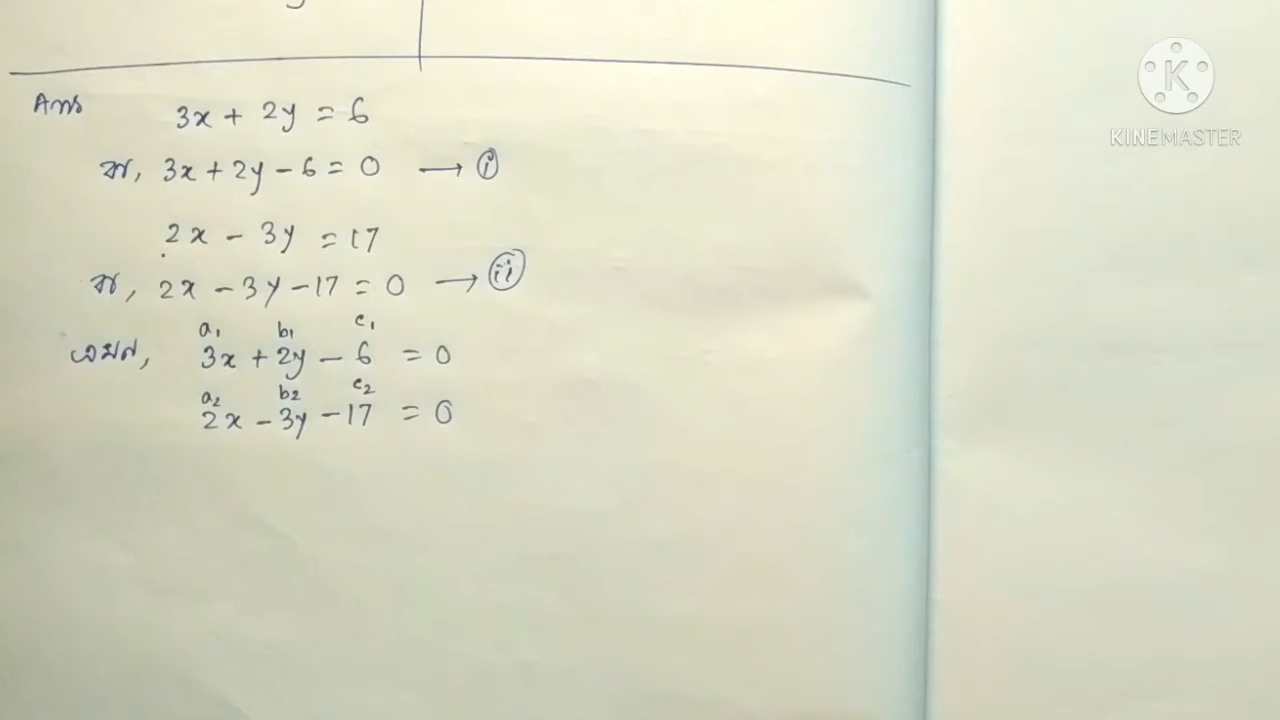 Ans 3x + 2y = 6
বা, 3x + 2y - 6 = 0 → (i)
2x - 3y = 17
বা, 2x - 3y - 17 = 0 → (ii)
a₁ b₁ c₁
এখন, 3x + 2y - 6 = 0
a₂ b₂ c₂
2x - 3y - 17 = 0
K
KINEMASTER